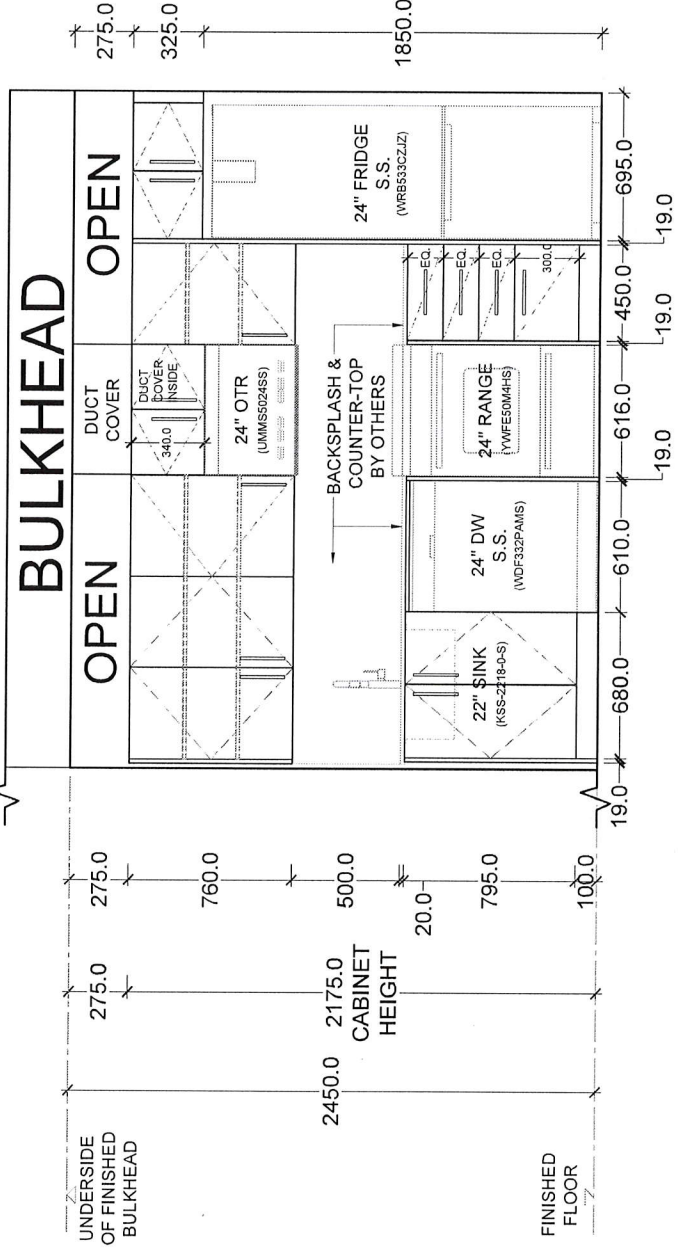 BULKHEAD
OPEN
DUCT
COVER
OPEN
DUCT
COVER
INSIDE
340.0
24" OTR
(UMMS5024SS)
24" FRIDGE
S.S.
(WRB533CZJZ)
BACKSPLASH &
COUNTER-TOP
BY OTHERS
22" SINK
(KSS-2218-0-S)
24" DW
S.S.
(WDF332PAMS)
24" RANGE
(YWFE50M4HS)
EQ.
EQ.
EQ.
300.0
275.0
325.0
1850.0
UNDERSIDE
OF FINISHED
BULKHEAD
FINISHED
FLOOR
2450.0
275.0
2175.0
CABINET
HEIGHT
275.0
760.0
500.0
20.0
795.0
100.0
19.0
680.0
610.0
19.0
616.0
19.0
450.0
19.0
695.0